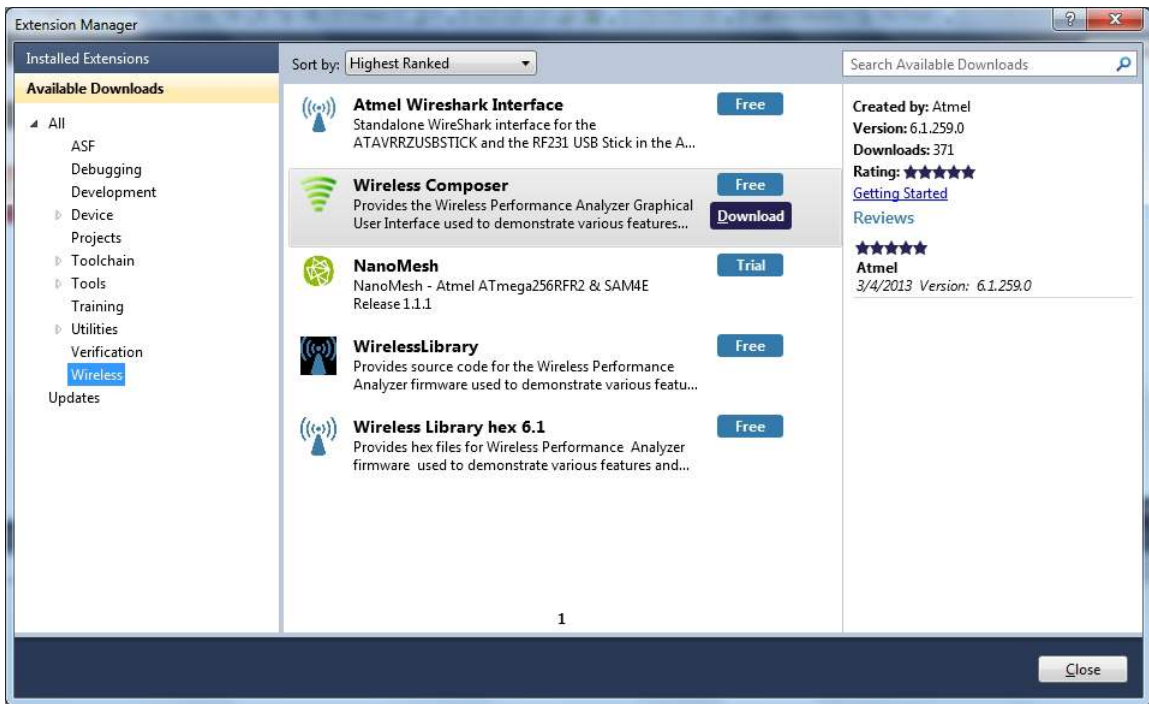 Extension Manager
Installed Extensions
Available Downloads
All
ASF
Debugging
Development
Device
Projects
Toolchain
Tools
Training
Utilities
Verification
Wireless
Updates
Sort by: Highest Ranked
Atmel Wireshark Interface
Free
Standalone WireShark interface for the
ATAVRRZUSBSTICK and the RF231 USB Stick in the A...
Wireless Composer
Free
Provides the Wireless Performance Analyzer Graphical
User Interface used to demonstrate various features...
Download
NanoMesh
Trial
NanoMesh - Atmel ATmega256RFR2 & SAM4E
Release 1.1.1
WirelessLibrary
Free
Provides source code for the Wireless Performance
Analyzer firmware used to demonstrate various featu...
Wireless Library hex 6.1
Free
Provides hex files for Wireless Performance Analyzer
firmware used to demonstrate various features and...
1
Search Available Downloads
Created by: Atmel
Version: 6.1.259.0
Downloads: 371
Rating:
Getting Started
Reviews
Atmel
3/4/2013 Version: 6.1.259.0
Close